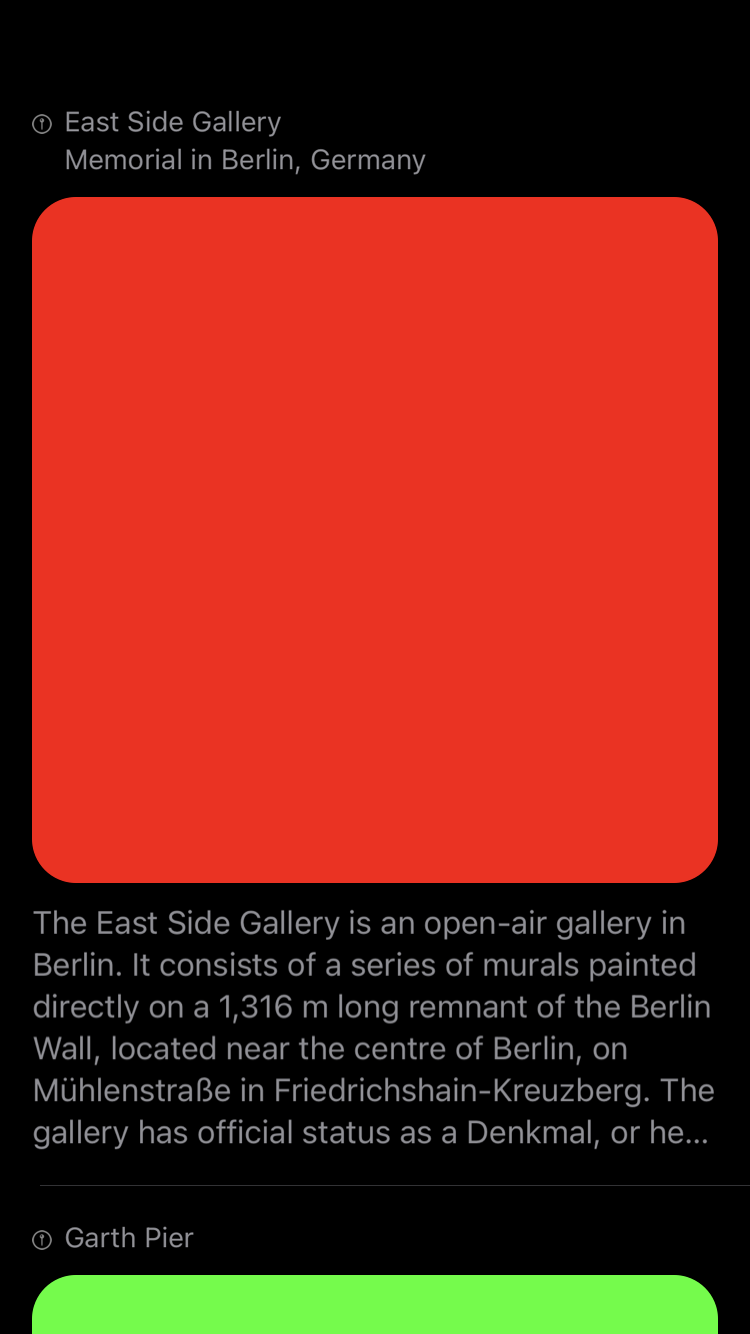 East Side Gallery
Memorial in Berlin, Germany
The East Side Gallery is an open-air gallery in
Berlin. It consists of a series of murals painted
directly on a 1,316 m long remnant of the Berlin
Wall, located near the centre of Berlin, on
Mühlenstraße in Friedrichshain-Kreuzberg. The
gallery has official status as a Denkmal, or he...
Garth Pier